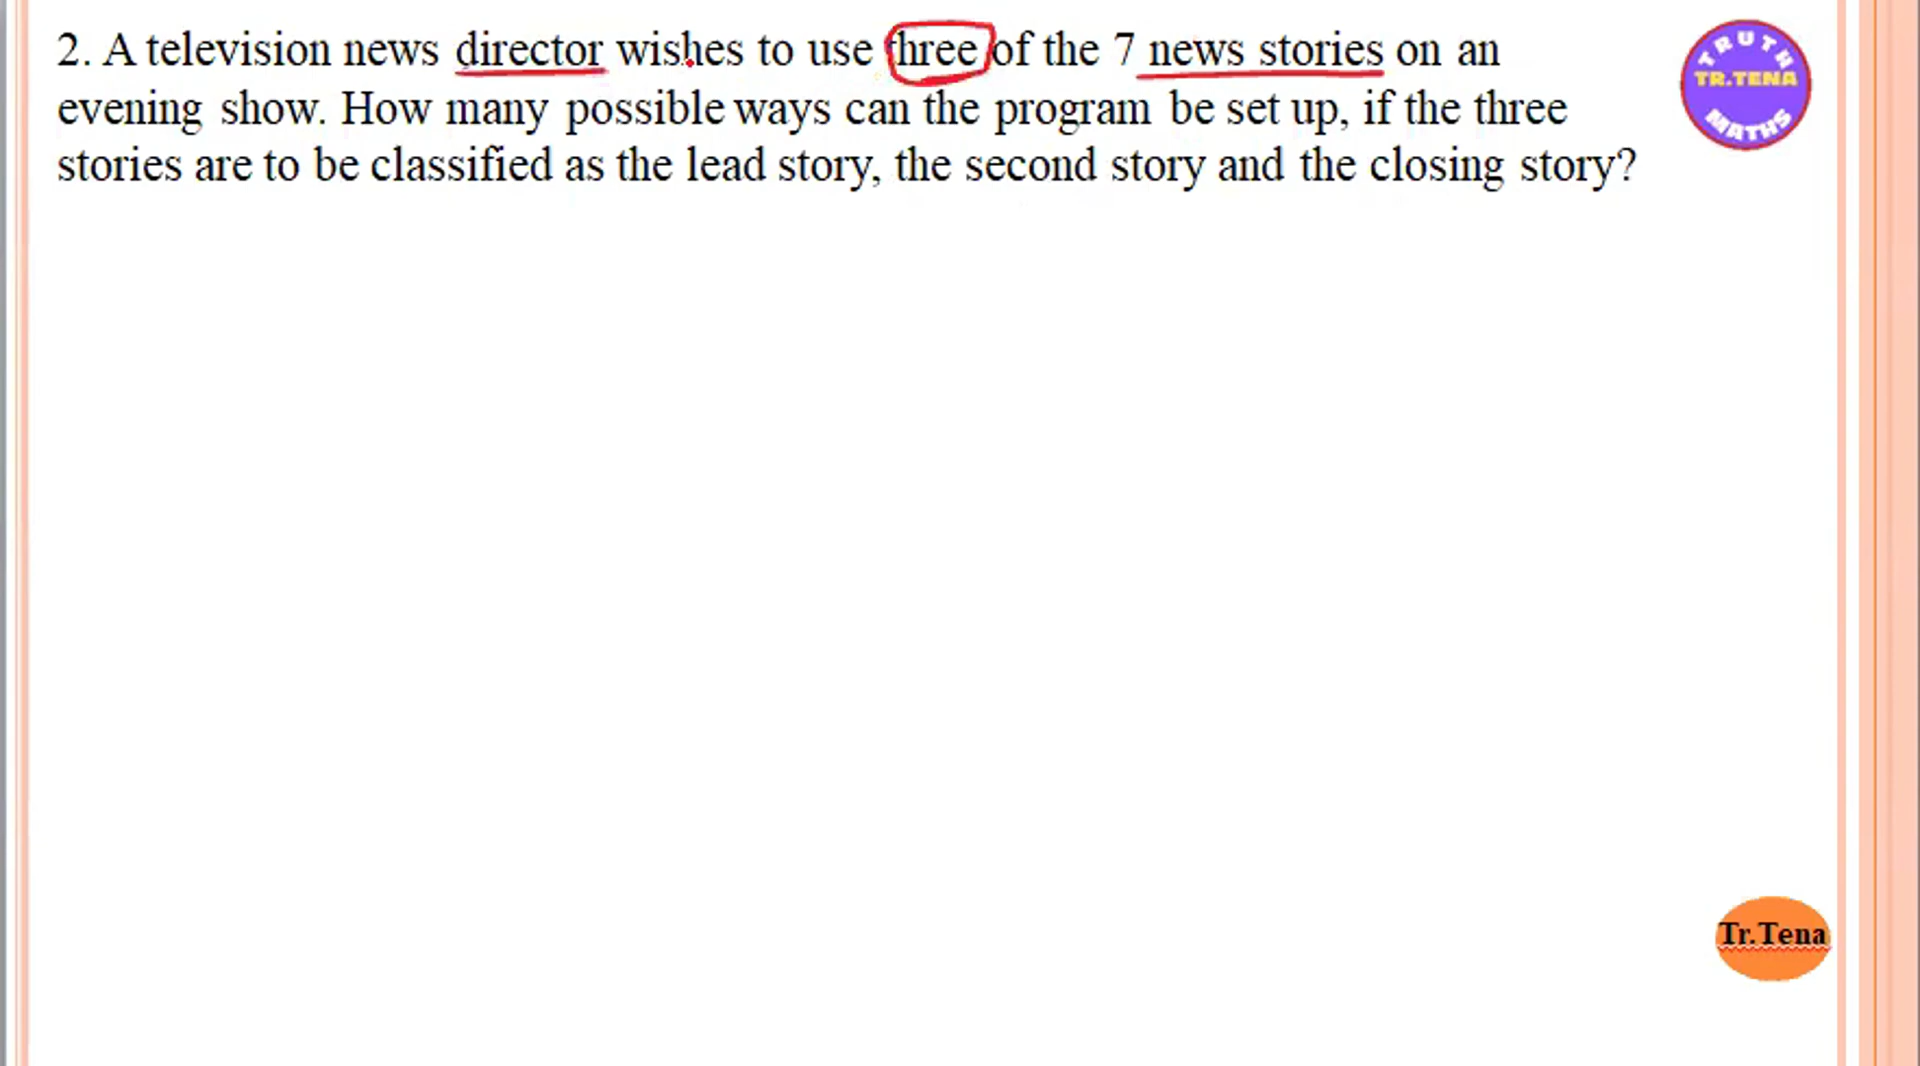 2. A television news director wishes to use three of the 7 news stories on an
evening show. How many possible ways can the program be set up, if the three
stories are to be classified as the lead story, the second story and the closing story?
TRUTH
TR.TENA
MATHS
Tr.Tena